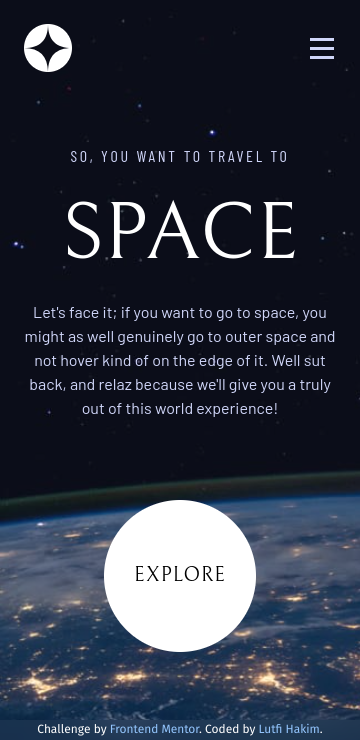 SO, YOU WANT TO TRAVEL TO
SPACE
Let's face it; if you want to go to space, you
might as well genuinely go to outer space and
not hover kind of on the edge of it. Well sut
back, and relaz because we'll give you a truly
out of this world experience!
EXPLORE
Challenge by Frontend Mentor. Coded by Lutfi Hakim.